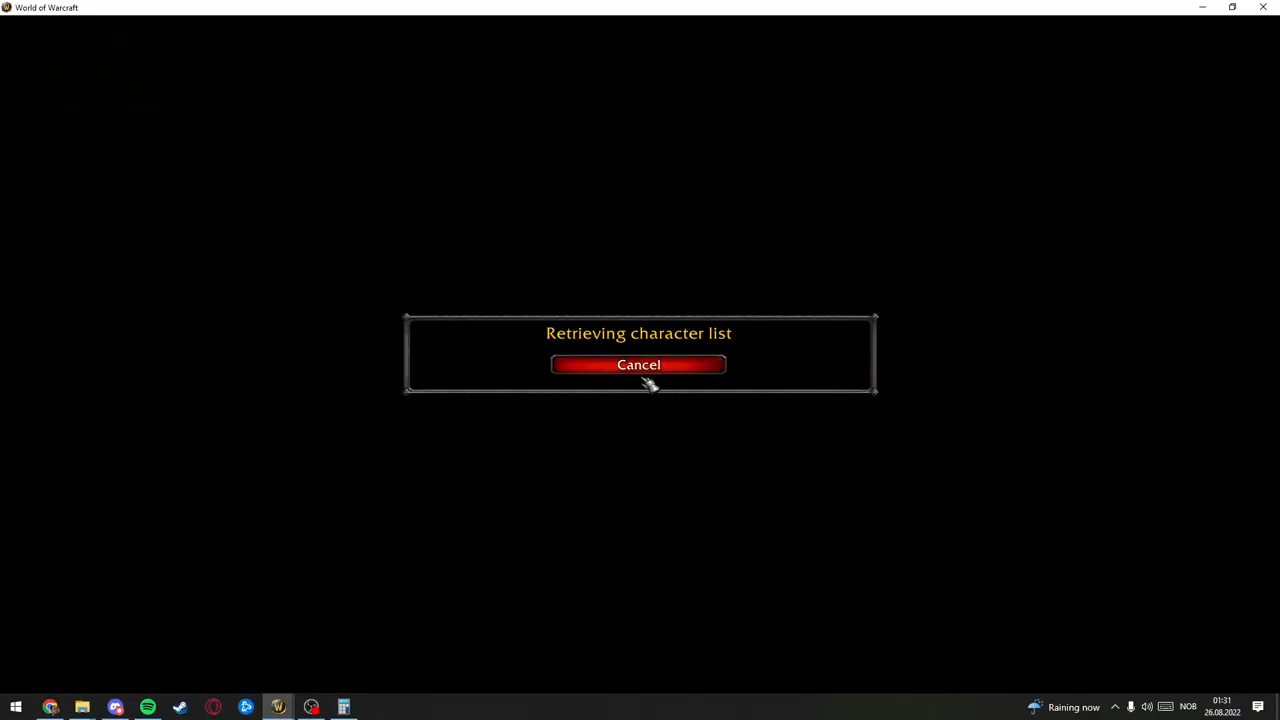 World of Warcraft
Retrieving character list
Cancel
Raining now
NOB
01:31
26.08.2022